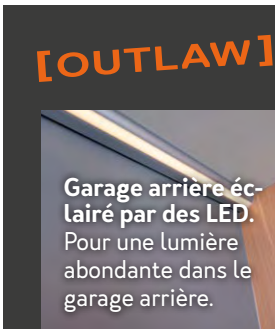 [OUTLAW]
Garage arrière éc-
lairé par des LED.
Pour une lumière
abondante dans le
garage arrière.